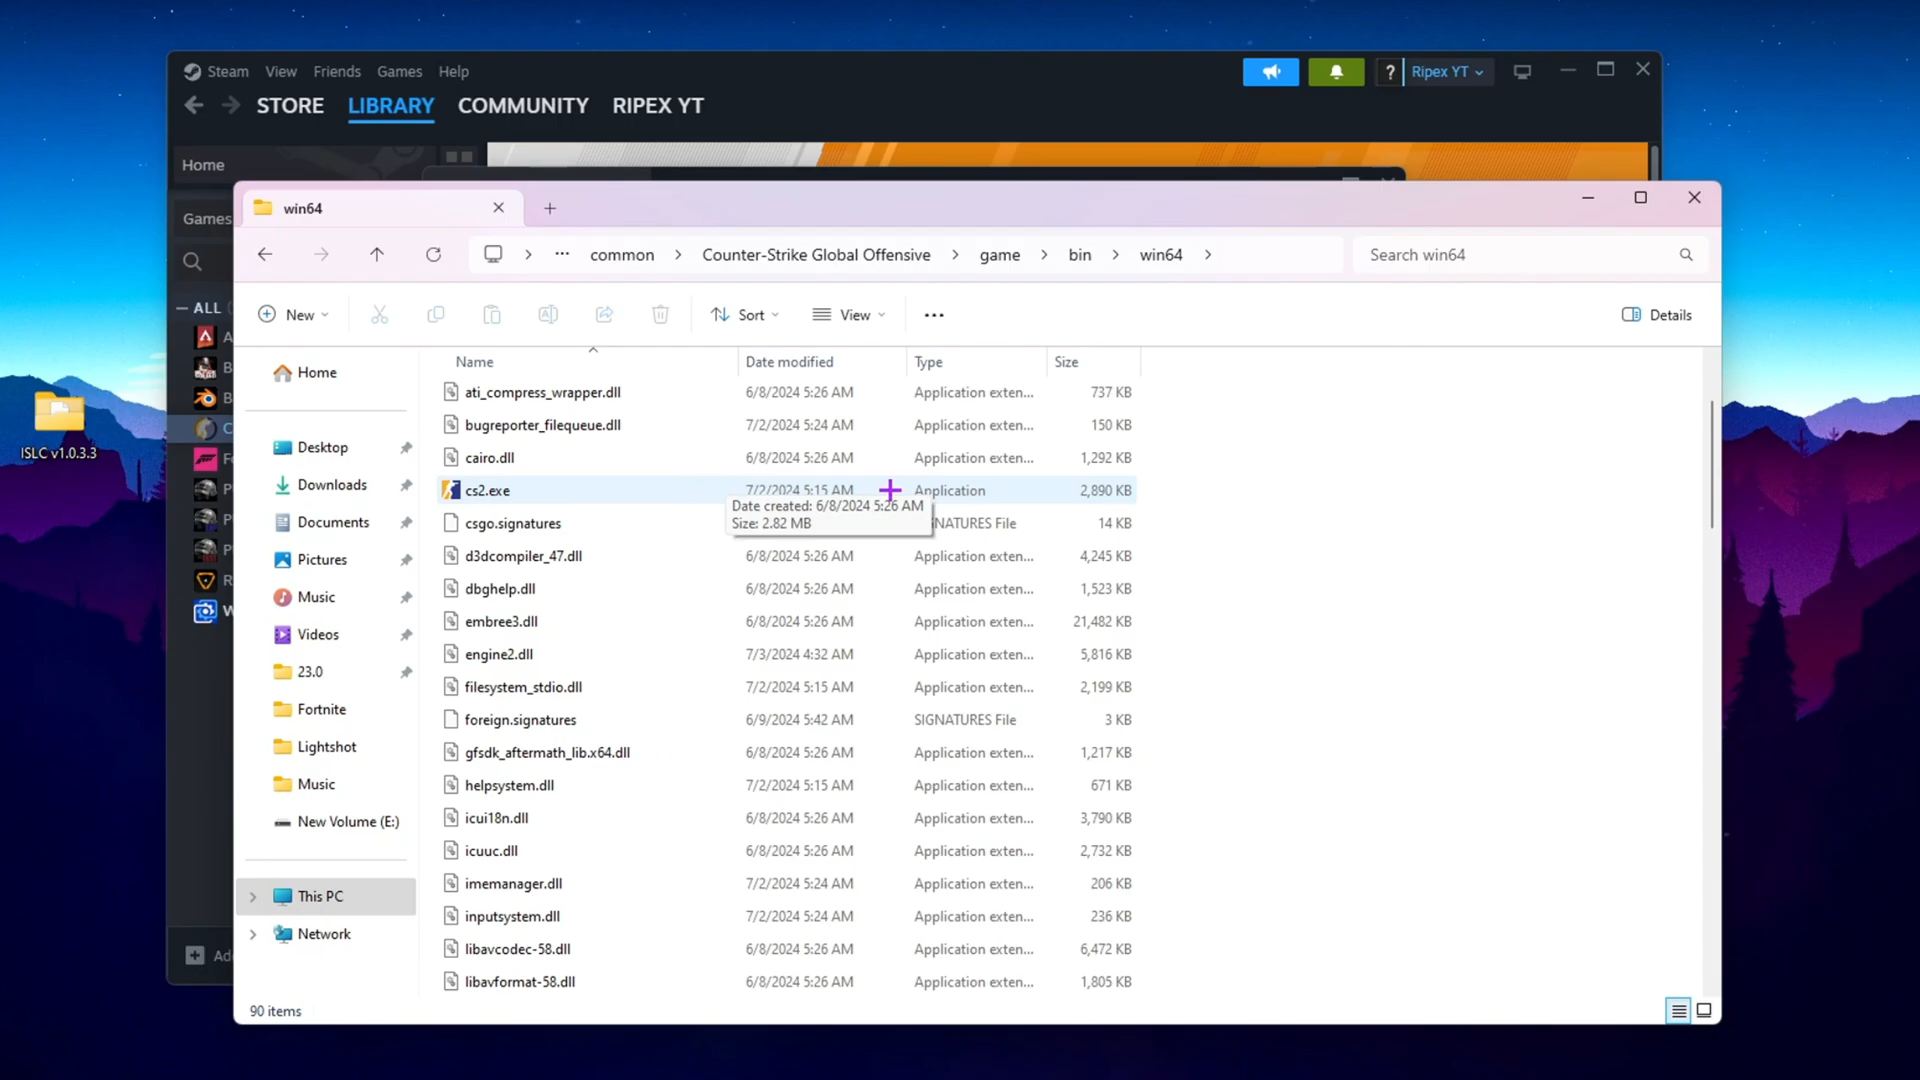 Steam View Friends Games Help
? Ripex YT
STORE LIBRARY COMMUNITY RIPEX YT
Home
Games
ALL
ISLC v1.0.3.3
win64
··· common > Counter-Strike Global Offensive > game > bin > win64 >
Search win64
New Sort View ··· Details
Name Date modified Type Size
ati_compress_wrapper.dll 6/8/2024 5:26 AM Application exten... 737 KB
bugreporter_filequeue.dll 7/2/2024 5:24 AM Application exten... 150 KB
cairo.dll 6/8/2024 5:26 AM Application exten... 1,292 KB
cs2.exe 7/2/2024 5:15 AM Application 2,890 KB
Date created: 6/8/2024 5:26 AM
Size: 2.82 MB
csgo.signatures NATURES File 14 KB
d3dcompiler_47.dll 6/8/2024 5:26 AM Application exten... 4,245 KB
dbghelp.dll 6/8/2024 5:26 AM Application exten... 1,523 KB
embree3.dll 6/8/2024 5:26 AM Application exten... 21,482 KB
engine2.dll 7/3/2024 4:32 AM Application exten... 5,816 KB
filesystem_stdio.dll 7/2/2024 5:15 AM Application exten... 2,199 KB
foreign.signatures 6/9/2024 5:42 AM SIGNATURES File 3 KB
gfsdk_aftermath_lib.x64.dll 6/8/2024 5:26 AM Application exten... 1,217 KB
helpsystem.dll 7/2/2024 5:15 AM Application exten... 671 KB
icui18n.dll 6/8/2024 5:26 AM Application exten... 3,790 KB
icuuc.dll 6/8/2024 5:26 AM Application exten... 2,732 KB
imemanager.dll 7/2/2024 5:24 AM Application exten... 206 KB
inputsystem.dll 7/2/2024 5:24 AM Application exten... 236 KB
libavcodec-58.dll 6/8/2024 5:26 AM Application exten... 6,472 KB
libavformat-58.dll 6/8/2024 5:26 AM Application exten... 1,805 KB
Home
Desktop
Downloads
Documents
Pictures
Music
Videos
23.0
Fortnite
Lightshot
Music
New Volume (E:)
This PC
Network
90 items